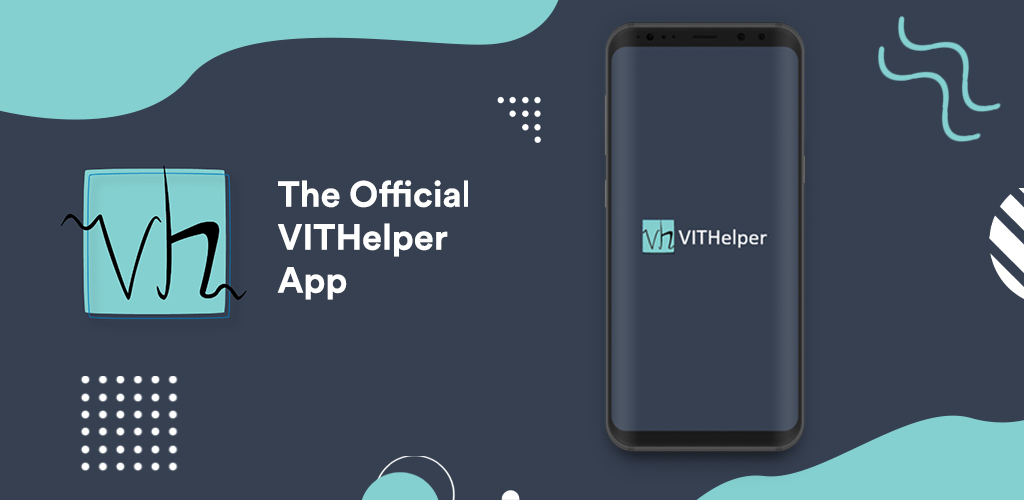 vh
The Official
VITHelper
App
vh VITHelper